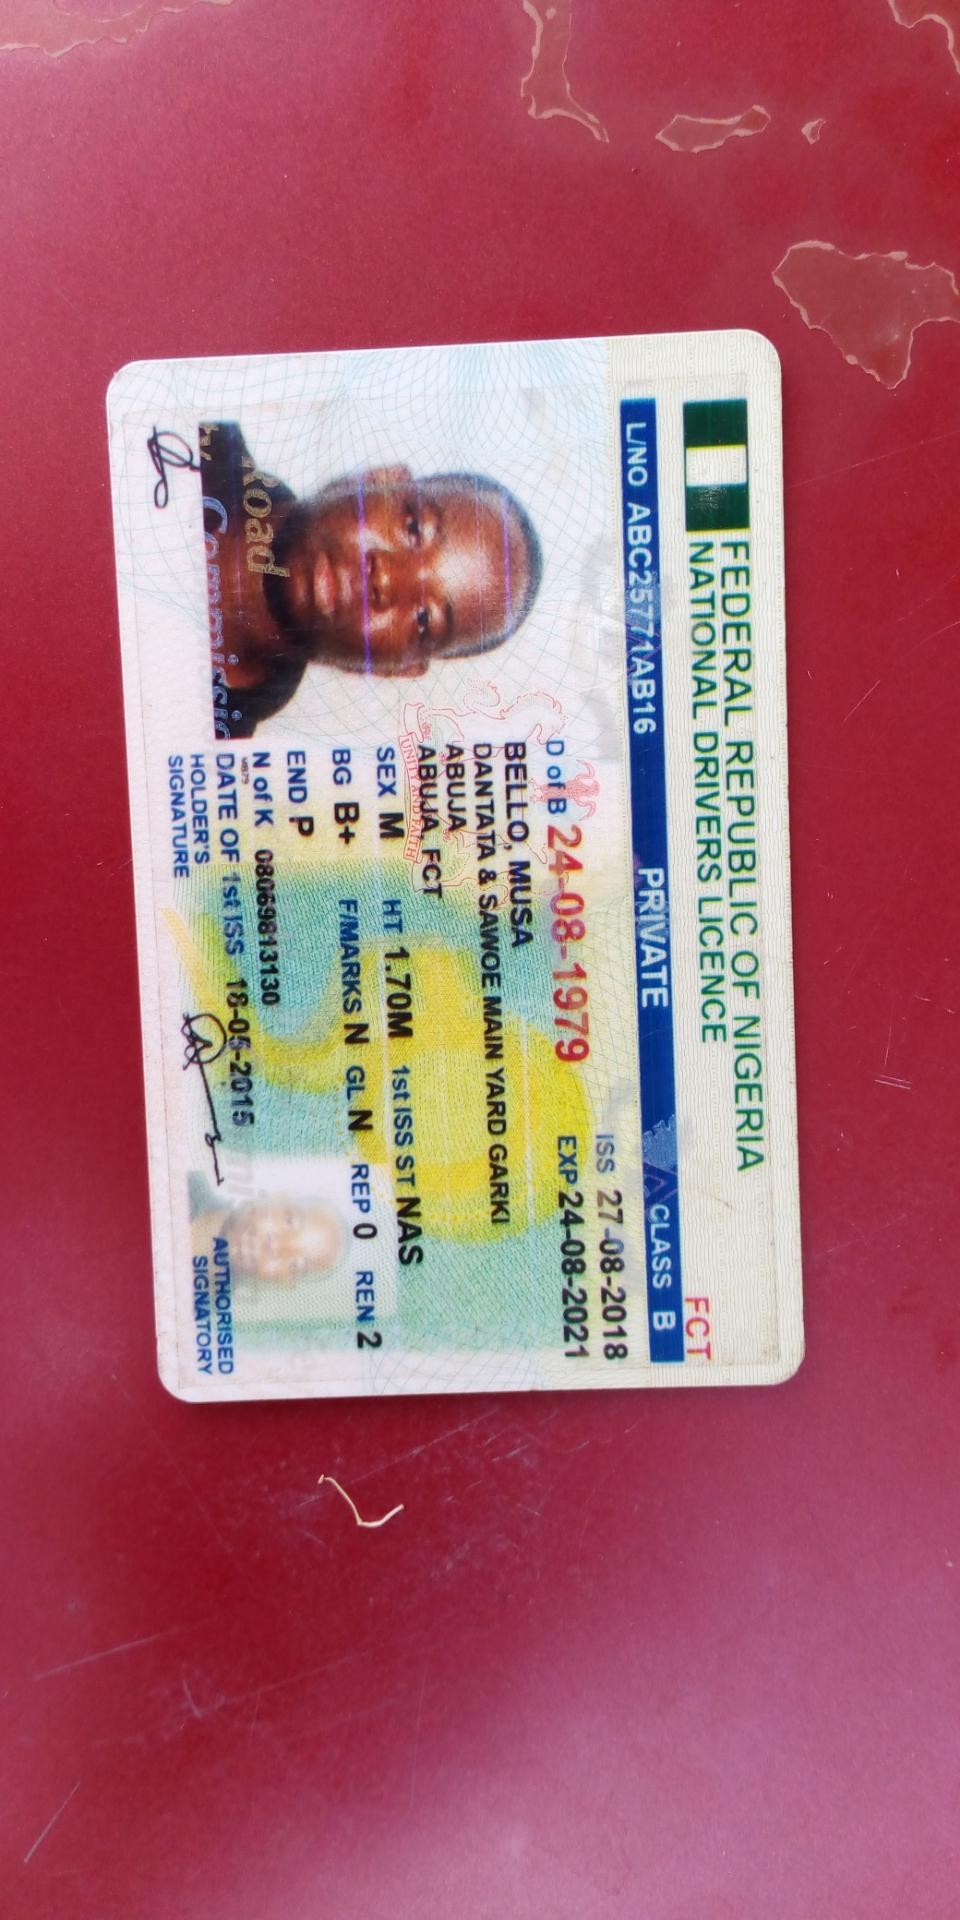 FEDERAL REPUBLIC OF NIGERIA
NATIONAL DRIVERS LICENCE
FCT
L/NO ABC25771AB16 PRIVATE CLASS B
ISS 27-08-2018
D of B 24-08-1979 EXP 24-08-2021
BELLO, MUSA
DANTATA & SAWOE MAIN YARD GARKI
ABUJA
ABUJA, FCT
UNITY AND FAITH
SEX M HT 1.70M 1st ISS ST NAS
BG B+ F/MARKS N GL N REP 0 REN 2
END P
N of K 08069813130
DATE OF 1st ISS 18-05-2015
HOLDER'S
SIGNATURE
AUTHORISED
SIGNATORY
Road
Commissio